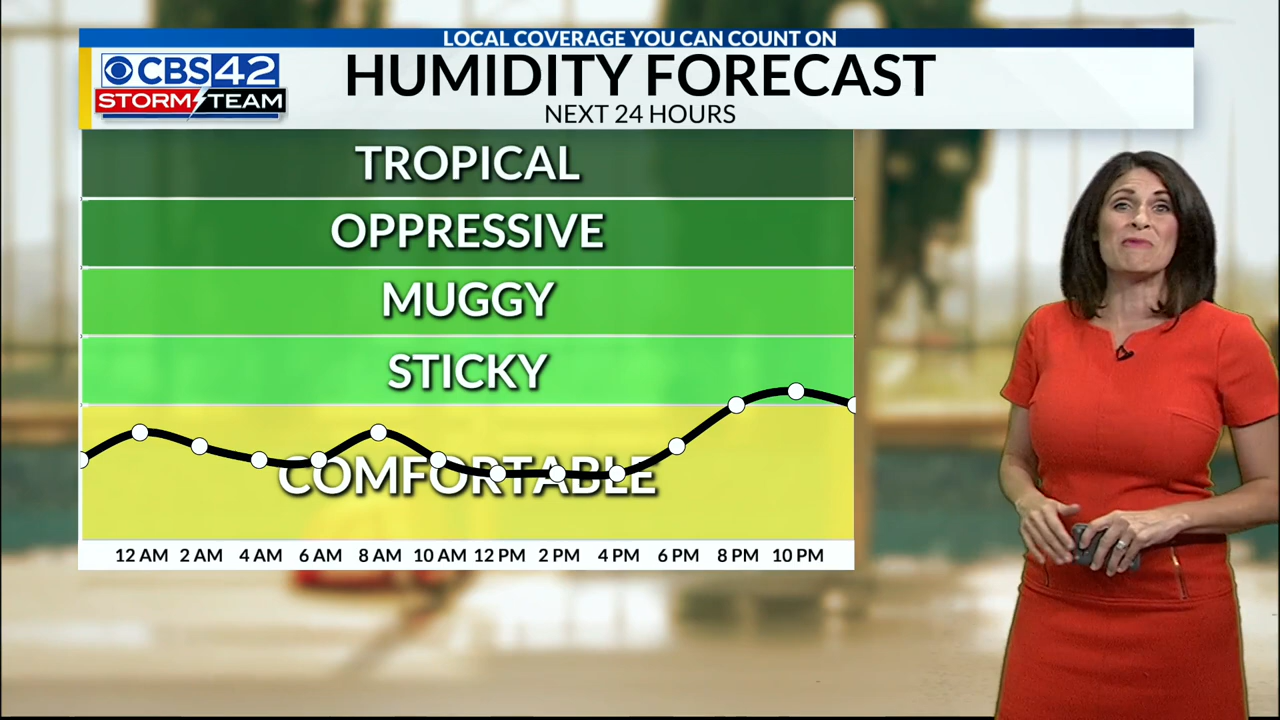 LOCAL COVERAGE YOU CAN COUNT ON
CBS42
STORM TEAM
HUMIDITY FORECAST
NEXT 24 HOURS
TROPICAL
OPPRESSIVE
MUGGY
STICKY
COMFORTABLE
12 AM 2 AM 4 AM 6 AM 8 AM 10 AM 12 PM 2 PM 4 PM 6 PM 8 PM 10 PM